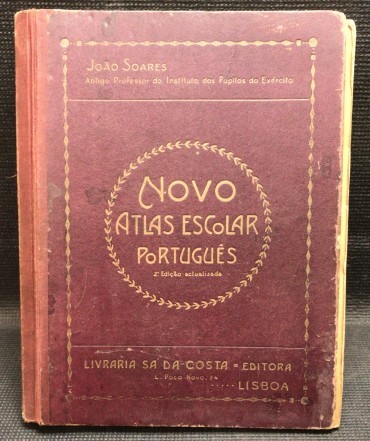 JOÃO SOARES
Antigo Professor do Instituto dos Pupilos do Exército
NOVO
ATLAS ESCOLAR
PORTUGUÊS
2ª Edição actualizada
LIVRARIA SÁ DA COSTA = EDITORA
L. Poço Novo, 24
····· LISBOA